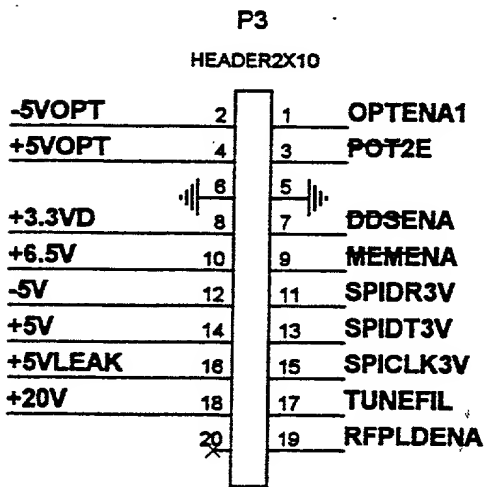 P3
HEADER2X10
-5VOPT 2 1 OPTENA1
+5VOPT 4 3 POT2E
6 5
+3.3VD 8 7 DDSENA
+6.5V 10 9 MEMENA
-5V 12 11 SPIDR3V
+5V 14 13 SPIDT3V
+5VLEAK 16 15 SPICLK3V
+20V 18 17 TUNEFIL
20 19 RFPLDENA